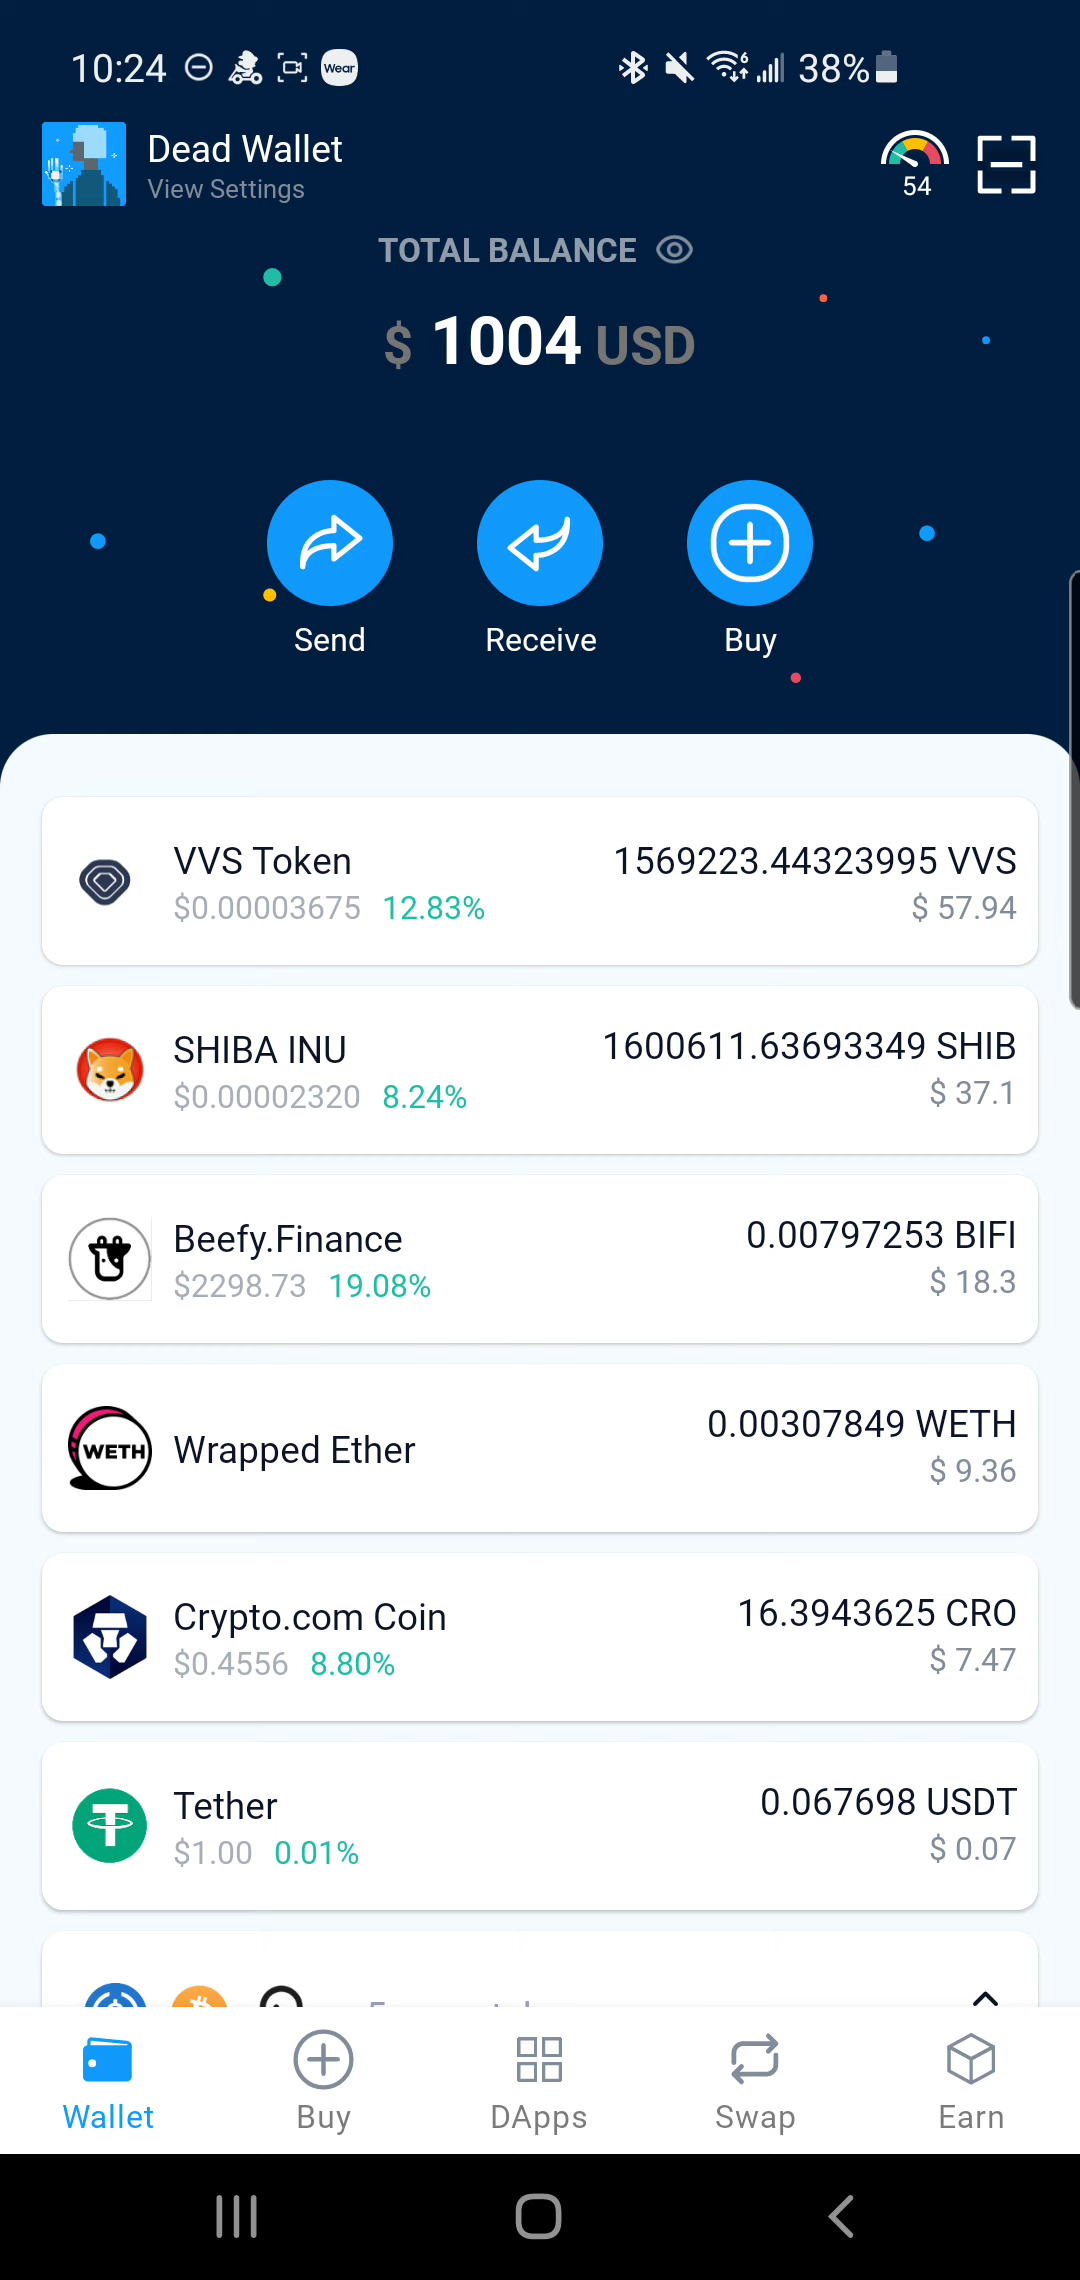 10:24
Wear
6
38%
Dead Wallet
View Settings
54
TOTAL BALANCE
$ 1004 USD
Send
Receive
Buy
VVS Token
1569223.44323995 VVS
$0.00003675 12.83%
$ 57.94
SHIBA INU
1600611.63693349 SHIB
$0.00002320 8.24%
$ 37.1
Beefy.Finance
0.00797253 BIFI
$2298.73 19.08%
$ 18.3
WETH
Wrapped Ether
0.00307849 WETH
$ 9.36
Crypto.com Coin
16.3943625 CRO
$0.4556 8.80%
$ 7.47
Tether
0.067698 USDT
$1.00 0.01%
$ 0.07
Wallet
Buy
DApps
Swap
Earn